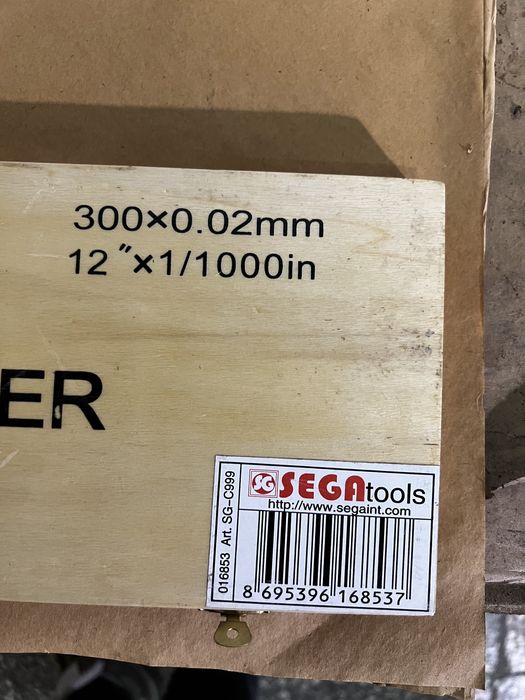 300×0.02mm
12"×1/1000in
ER
SG SEGAtools
http://www.segaint.com
016853 Art. SG-C999
8 695396 168537